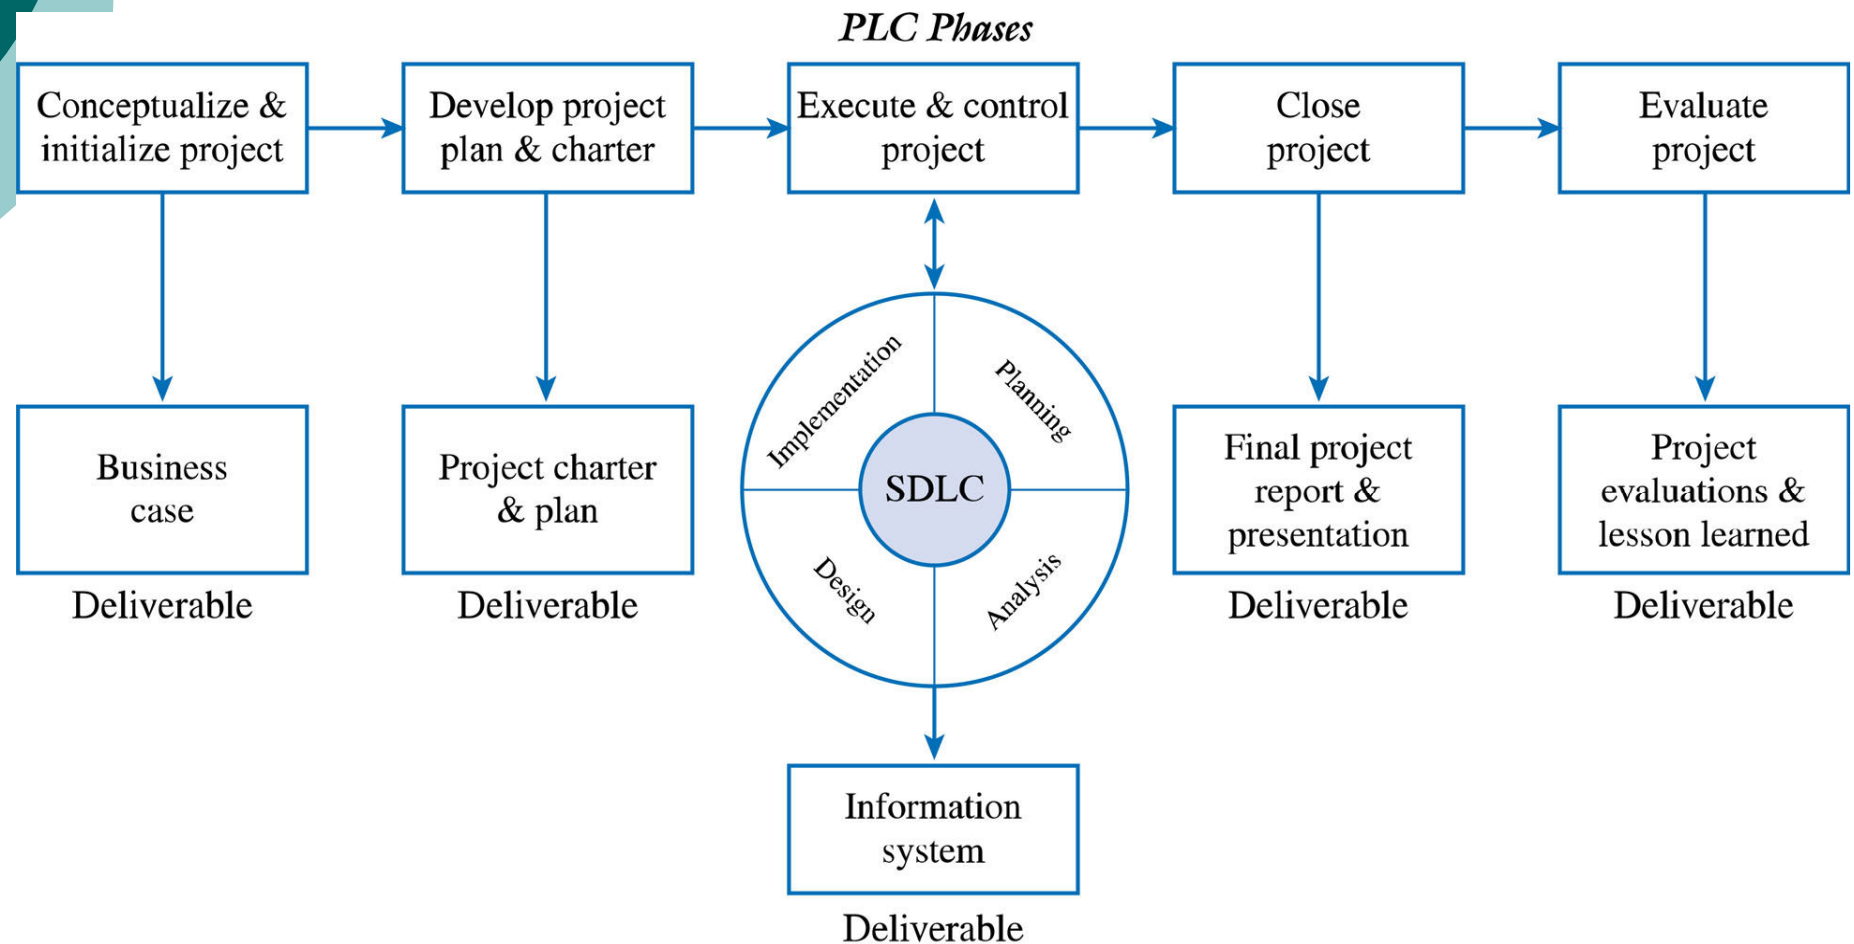 PLC Phases
Conceptualize &
initialize project
Develop project
plan & charter
Execute & control
project
Close
project
Evaluate
project
Implementation
Planning
SDLC
Design
Analysis
Business
case
Deliverable
Project charter
& plan
Deliverable
Final project
report &
presentation
Deliverable
Project
evaluations &
lesson learned
Deliverable
Information
system
Deliverable